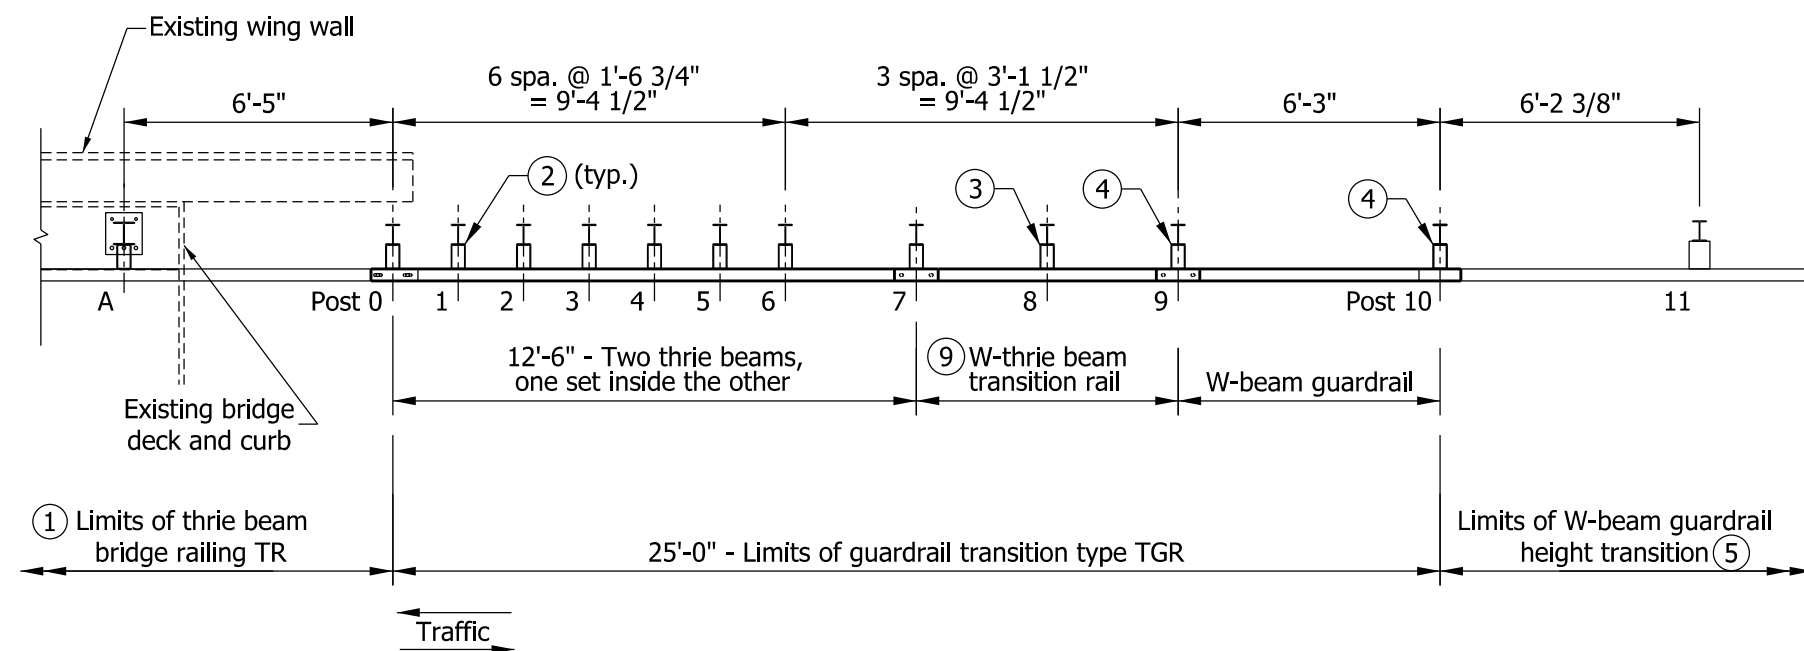 Existing wing wall
6 spa. @ 1'-6 3/4"
= 9'-4 1/2"
3 spa. @ 3'-1 1/2"
= 9'-4 1/2"
6'-5"
6'-3"
6'-2 3/8"
2 (typ.)
3
4
4
A
Post 0
1
2
3
4
5
6
7
8
9
Post 10
11
12'-6" - Two thrie beams,
one set inside the other
9 W-thrie beam
transition rail
W-beam guardrail
Existing bridge
deck and curb
1 Limits of thrie beam
bridge railing TR
25'-0" - Limits of guardrail transition type TGR
Limits of W-beam guardrail
height transition 5
Traffic